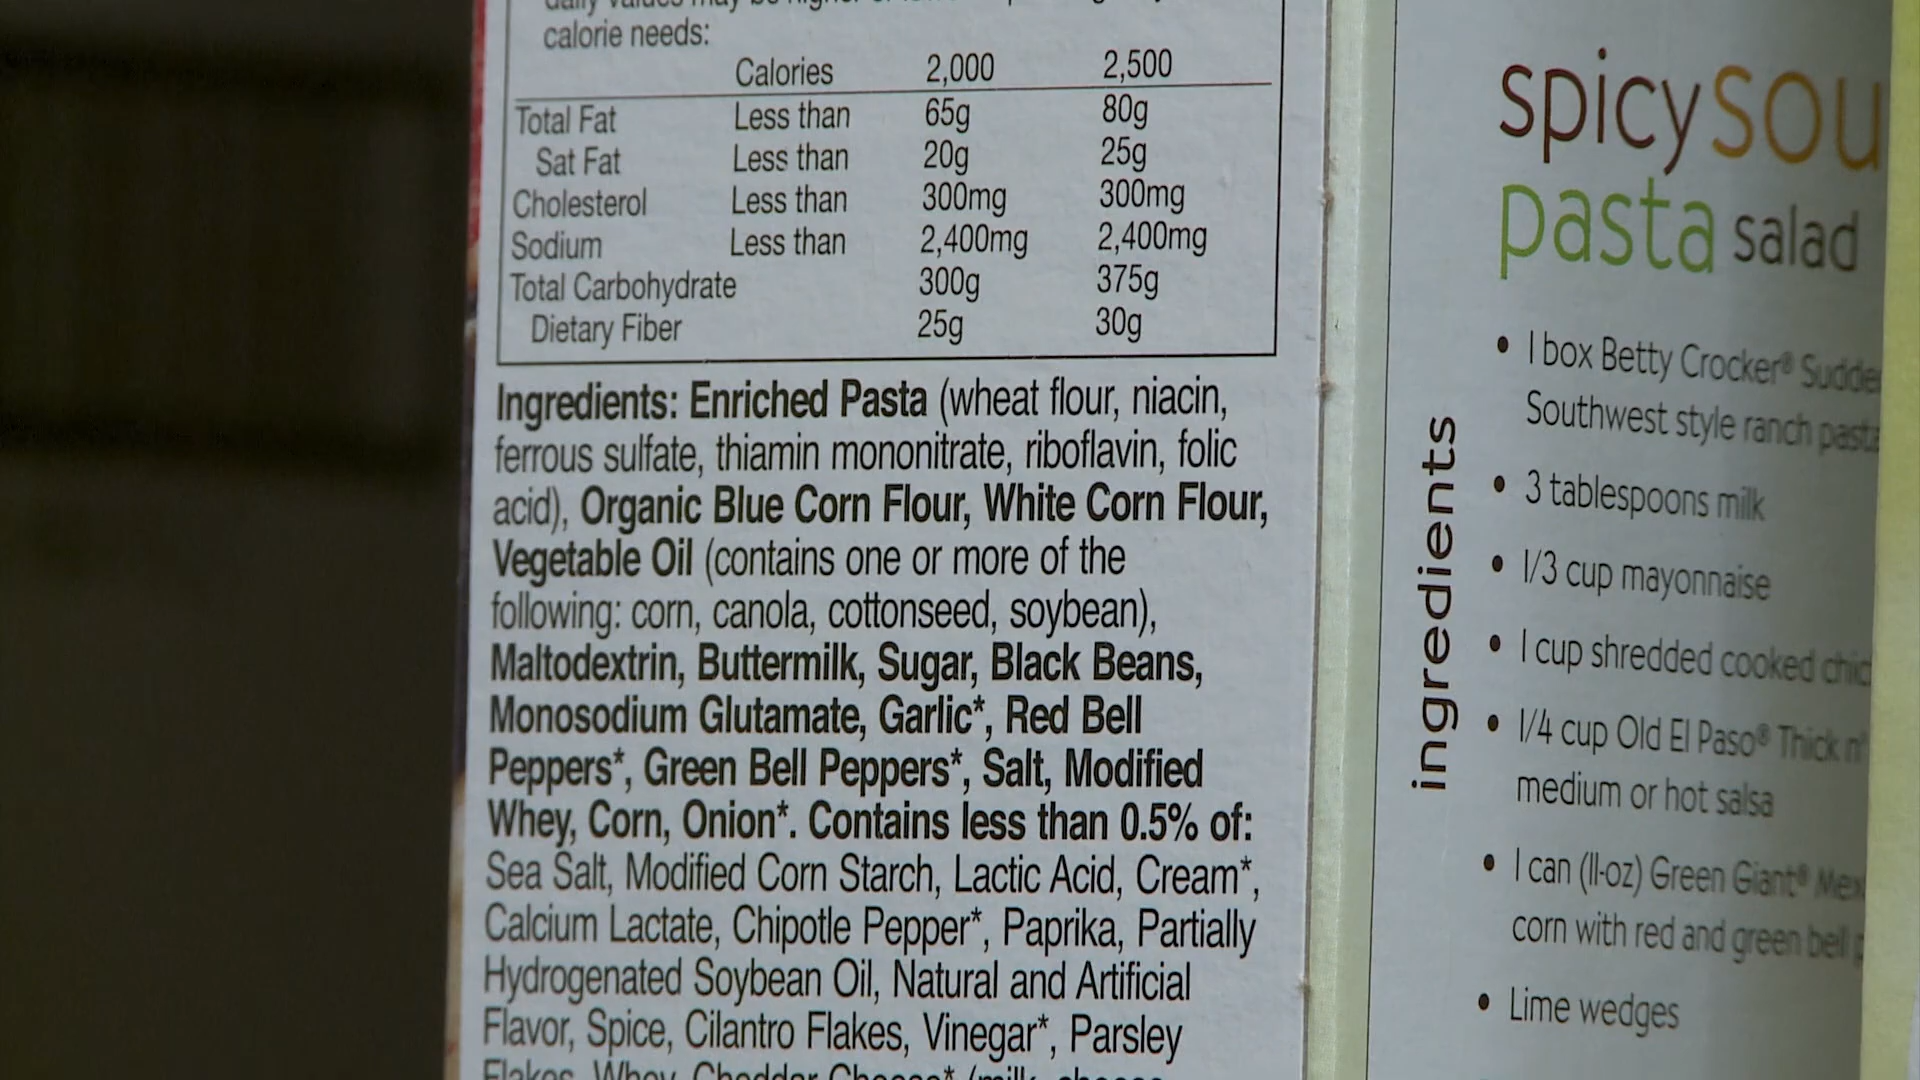 calorie needs:
Calories 2,000 2,500
Total Fat Less than 65g 80g
Sat Fat Less than 20g 25g
Cholesterol Less than 300mg 300mg
Sodium Less than 2,400mg 2,400mg
Total Carbohydrate 300g 375g
Dietary Fiber 25g 30g
Ingredients: Enriched Pasta (wheat flour, niacin,
ferrous sulfate, thiamin mononitrate, riboflavin, folic
acid), Organic Blue Corn Flour, White Corn Flour,
Vegetable Oil (contains one or more of the
following: corn, canola, cottonseed, soybean),
Maltodextrin, Buttermilk, Sugar, Black Beans,
Monosodium Glutamate, Garlic*, Red Bell
Peppers*, Green Bell Peppers*, Salt, Modified
Whey, Corn, Onion*. Contains less than 0.5% of:
Sea Salt, Modified Corn Starch, Lactic Acid, Cream*,
Calcium Lactate, Chipotle Pepper*, Paprika, Partially
Hydrogenated Soybean Oil, Natural and Artificial
Flavor, Spice, Cilantro Flakes, Vinegar*, Parsley
spicy sou
pasta salad
ingredients
• 1 box Betty Crocker® Sudde
Southwest style ranch pasta
• 3 tablespoons milk
• 1/3 cup mayonnaise
• 1 cup shredded cooked chic
• 1/4 cup Old El Paso® Thick n'
medium or hot salsa
• 1 can (11-oz) Green Giant® Mex
corn with red and green bell p
• Lime wedges